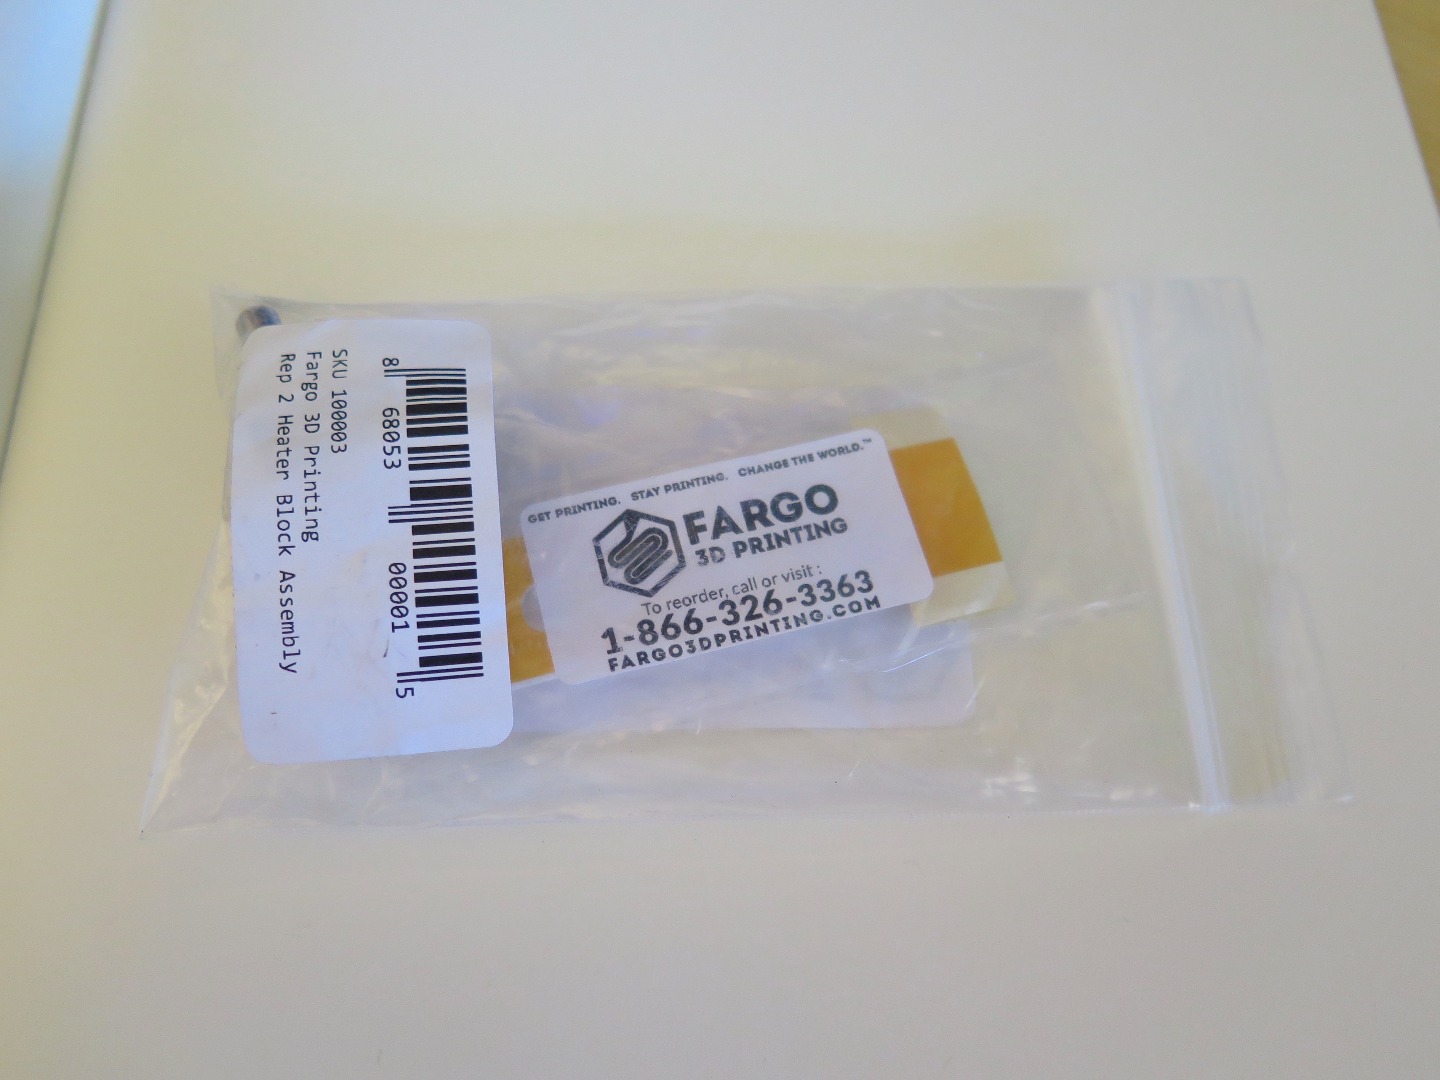 SKU 100003
Fargo 3D Printing
Rep 2 Heater Block Assembly
8 68053 00001 5
GET PRINTING. STAY PRINTING. CHANGE THE WORLD.™
FARGO
3D PRINTING
To reorder, call or visit :
1-866-326-3363
FARGO3DPRINTING.COM